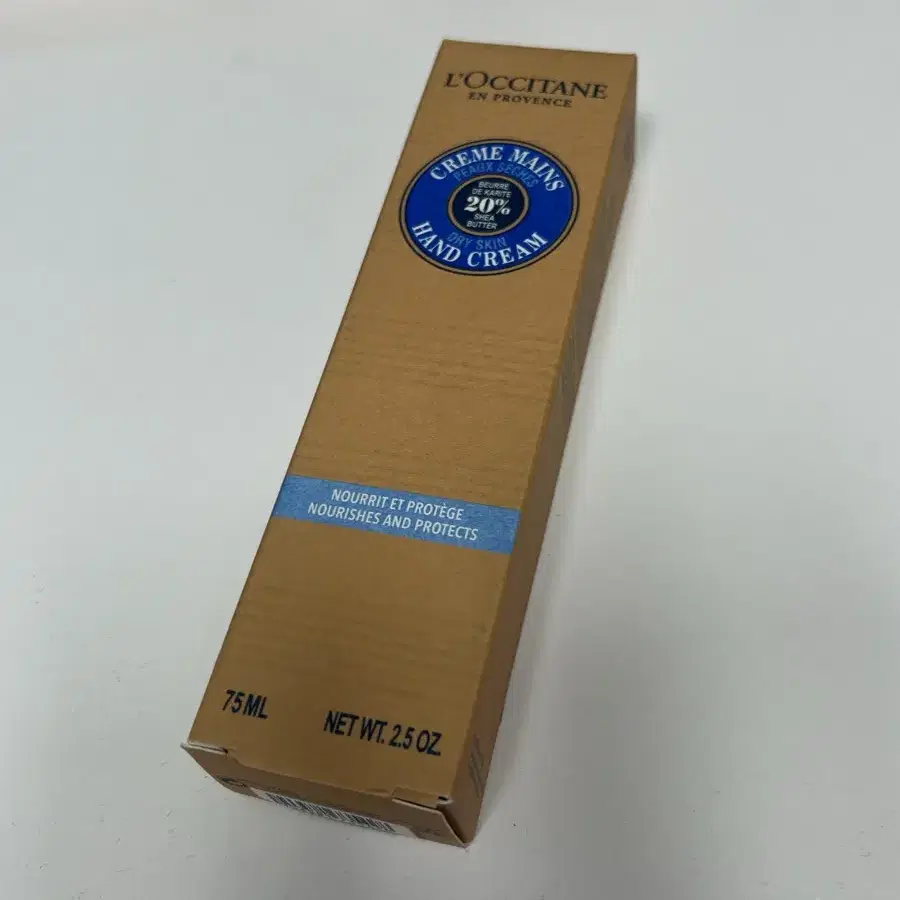 L'OCCITANE
EN PROVENCE
CREME MAINS
PEAUX SECHES
BEURRE
DE KARITE
20%
SHEA
BUTTER
DRY SKIN
HAND CREAM
NOURRIT ET PROTÈGE
NOURISHES AND PROTECTS
75 ML
NET WT. 2.5 OZ.